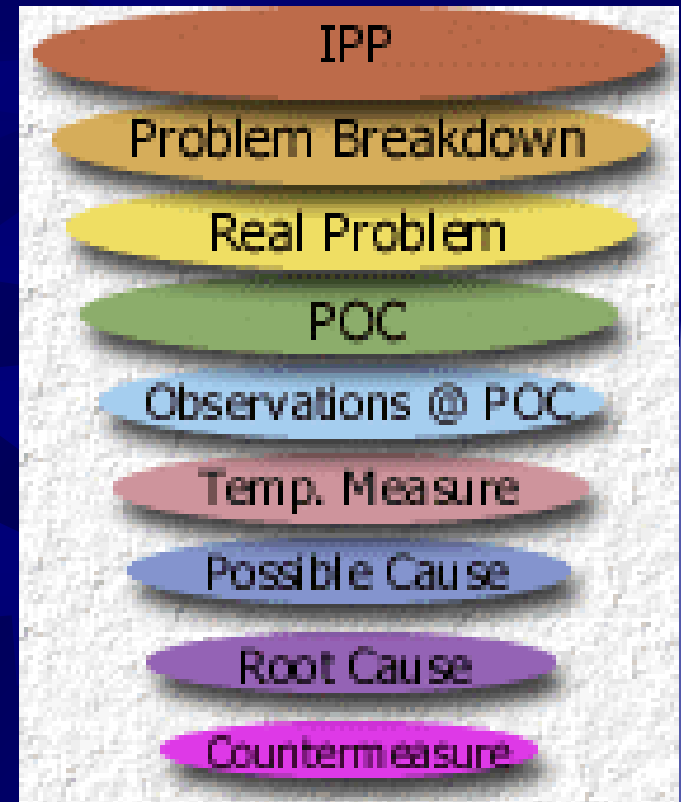 IPP
Problem Breakdown
Real Problem
POC
Observations @ POC
Temp. Measure
Possible Cause
Root Cause
Countermeasure